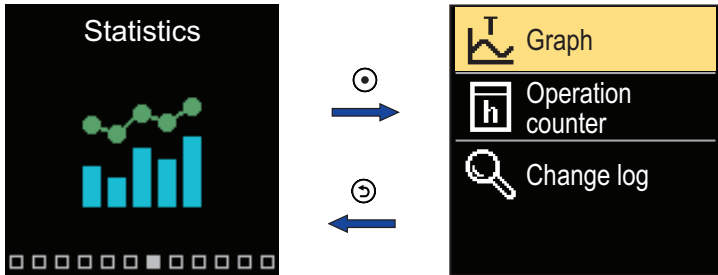 Statistics
T
Graph
h
Operation
counter
Change log